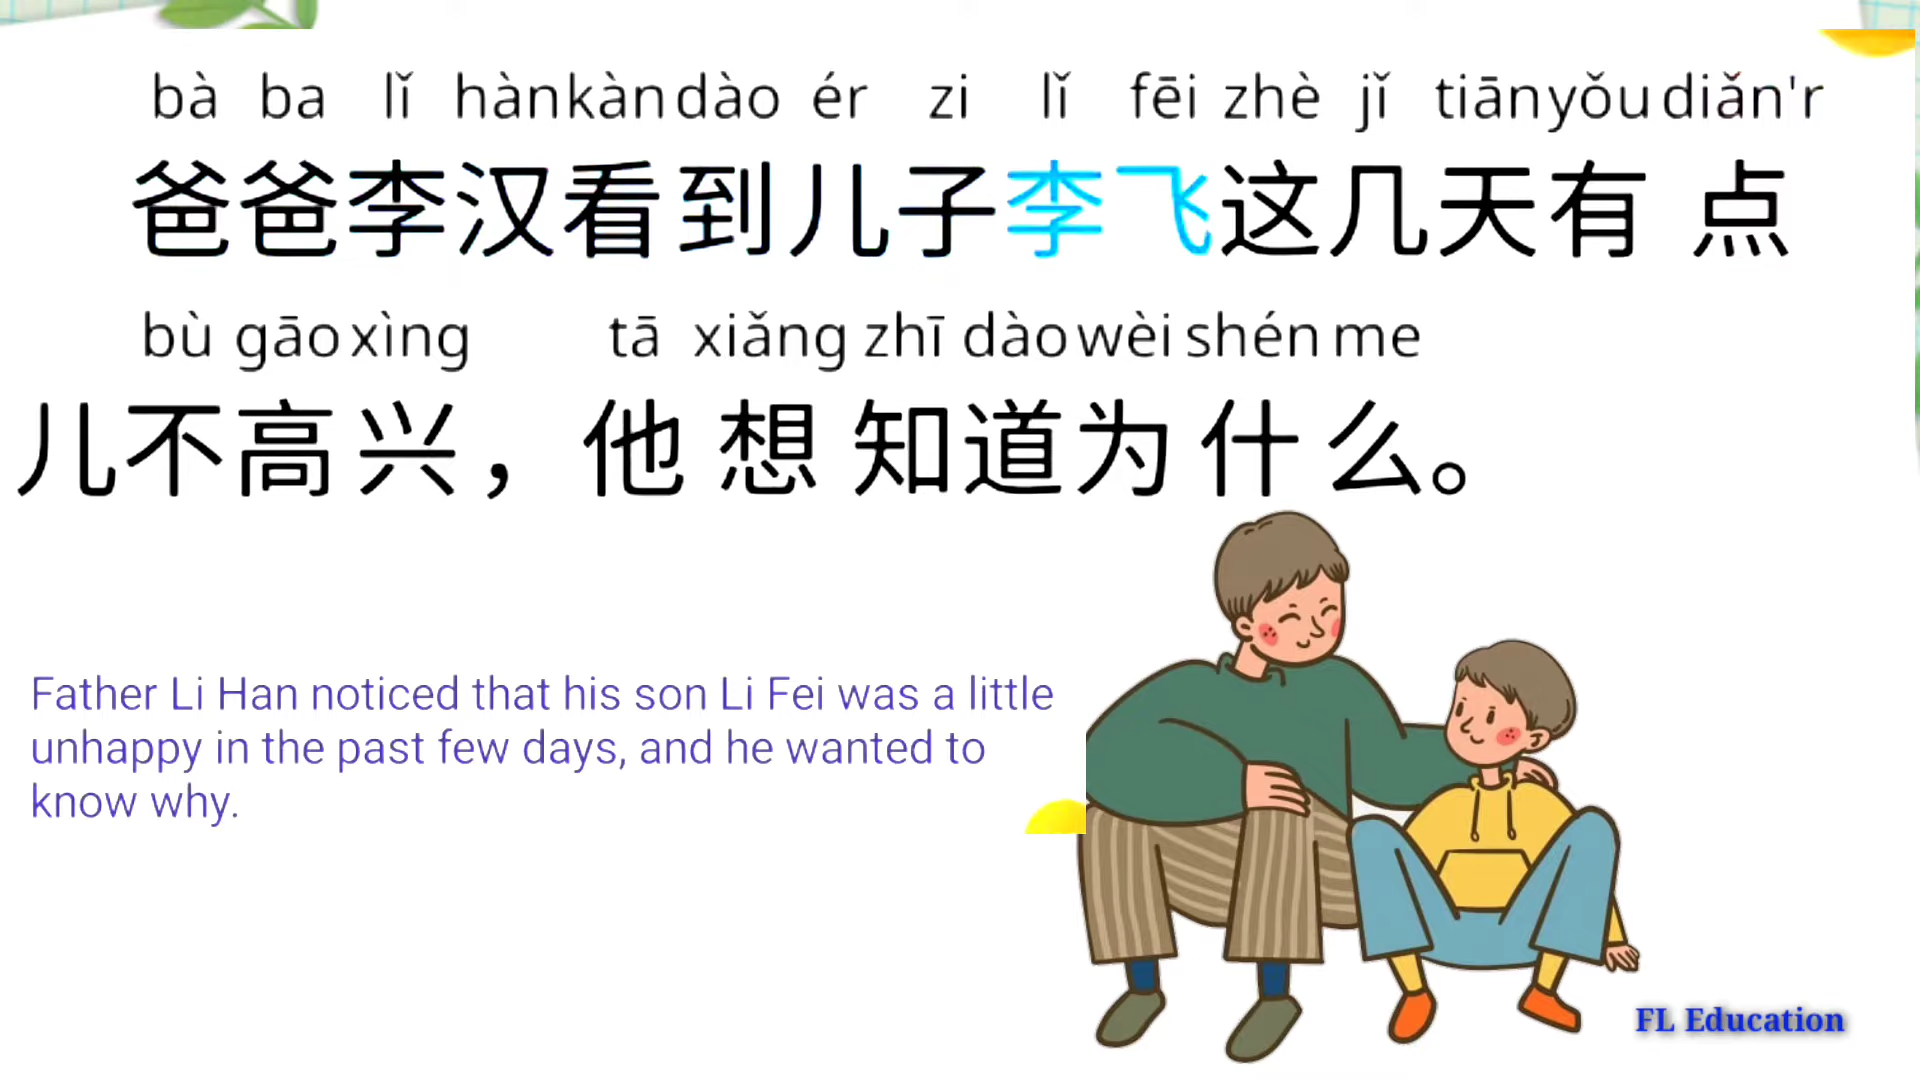 bà ba lǐ hànkàndào ér zi lǐ fēi zhè jǐ tiānyǒudiǎn'r
爸爸李汉看到儿子李飞这几天有点
bù gāoxìng tā xiǎng zhī dàowèishénme
儿不高兴，他想知道为什么。
Father Li Han noticed that his son Li Fei was a little
unhappy in the past few days, and he wanted to
know why.
FL Education